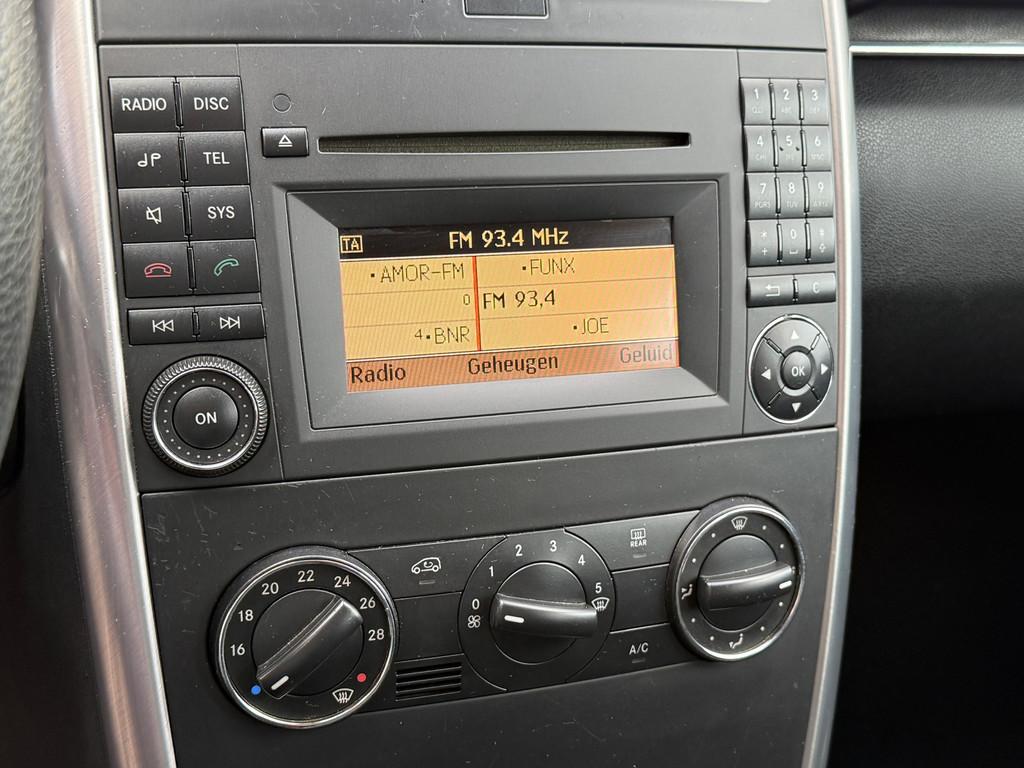 RADIO DISC
TEL
SYS
ON
TA FM 93.4 MHz
•AMOR-FM •FUNX
0 FM 93,4
4•BNR •JOE
Radio Geheugen Geluid
1 2 3
4 5 6
7 8 9
PQRS TUV
* 0
+
C
OK
16 18 20 22 24 26 28
0 1 2 3 4 5
REAR
A/C